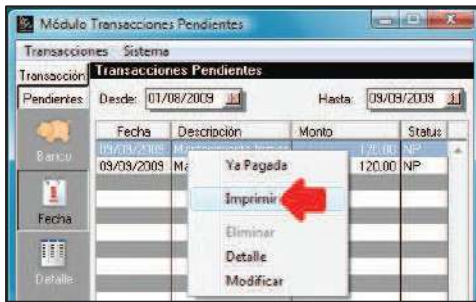 Módulo Transacciones Pendientes
Transacciones Sistema
Transacción Transacciones Pendientes
Pendientes Desde: 01/08/2009 Hasta: 09/09/2009
Fecha Descripción Monto Status
Banco 09/09/2009 120.00 NP
09/09/2009 Ma 120.00 NP
Ya Pagada
Imprimir
Fecha
Eliminar
Detalle
Detalle
Modificar